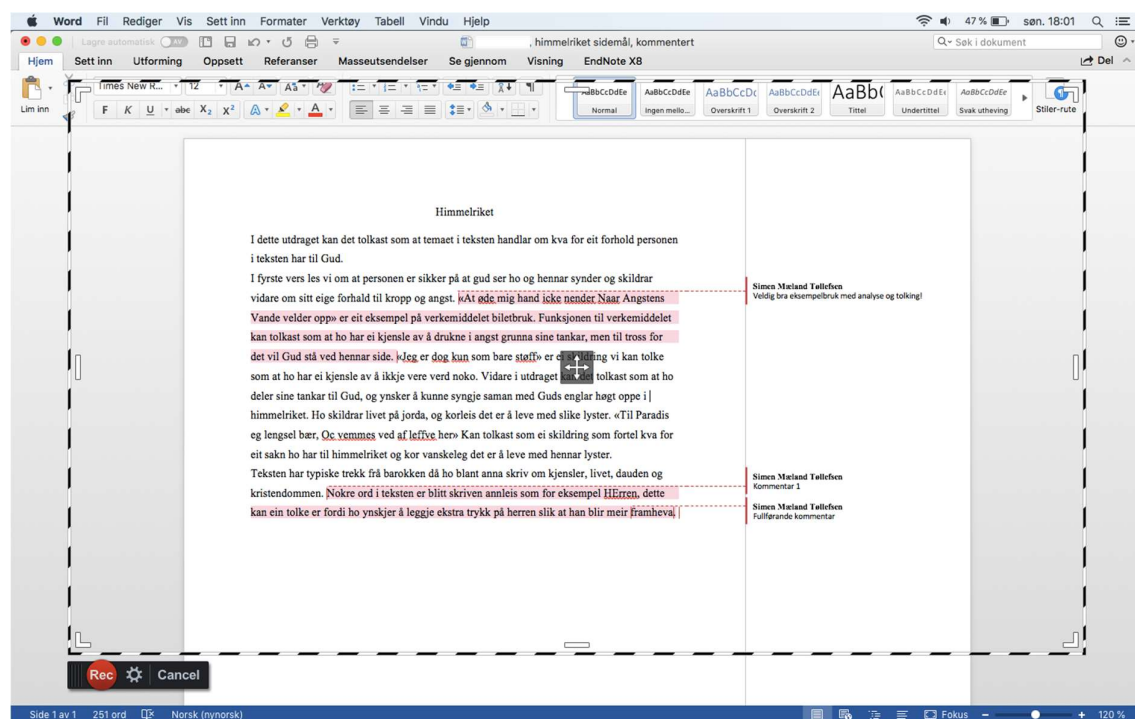 Word Fil Rediger Vis Sett inn Formater Verktøy Tabell Vindu Hjelp 47 % søn. 18:01
Lagre automatisk AV , himmelriket sidemål, kommentert Søk i dokument
Hjem Sett inn Utforming Oppsett Referanser Masseutsendelser Se gjennom Visning EndNote X8 Del
Lim inn Times New R... 12 A A Aa
F K U abc X₂ X² A A
AaBbCcDdEe AaBbCcDdEe AaBbCcDc AaBbCcDdEe AaBb( AaBbCcDdEe AaBbCcDdEe
Normal Ingen mello... Overskrift 1 Overskrift 2 Tittel Undertittel Svak utheving Stiler-rute
Himmelriket
I dette utdraget kan det tolkast som at temaet i teksten handlar om kva for eit forhold personen
i teksten har til Gud.
I fyrste vers les vi om at personen er sikker på at gud ser ho og hennar synder og skildrar
vidare om sitt eige forhald til kropp og angst. «At øde mig hand icke nender Naar Angstens
Vande velder opp» er eit eksempel på verkemiddelet biletbruk. Funksjonen til verkemiddelet
kan tolkast som at ho har ei kjensle av å drukne i angst grunna sine tankar, men til tross for
det vil Gud stå ved hennar side. «Jeg er dog kun som bare støff» er ei skildring vi kan tolke
som at ho har ei kjensle av å ikkje vere verd noko. Vidare i utdraget kan det tolkast som at ho
deler sine tankar til Gud, og ynsker å kunne syngje saman med Guds englar høgt oppe i
himmelriket. Ho skildrar livet på jorda, og korleis det er å leve med slike lyster. «Til Paradis
eg lengsel bær, Oc vemmes ved af leffve her» Kan tolkast som ei skildring som fortel kva for
eit sakn ho har til himmelriket og kor vanskeleg det er å leve med hennar lyster.
Teksten har typiske trekk frå barokken då ho blant anna skriv om kjensler, livet, dauden og
kristendommen. Nokre ord i teksten er blitt skriven annleis som for eksempel HErren, dette
kan ein tolke er fordi ho ynskjer å leggje ekstra trykk på herren slik at han blir meir framheva.
Simen Mæland Tøllefsen
Veldig bra eksempelbruk med analyse og tolking!
Simen Mæland Tøllefsen
Kommentar 1
Simen Mæland Tøllefsen
Fullførande kommentar
Rec Cancel
Side 1 av 1 251 ord Norsk (nynorsk) Fokus 120 %